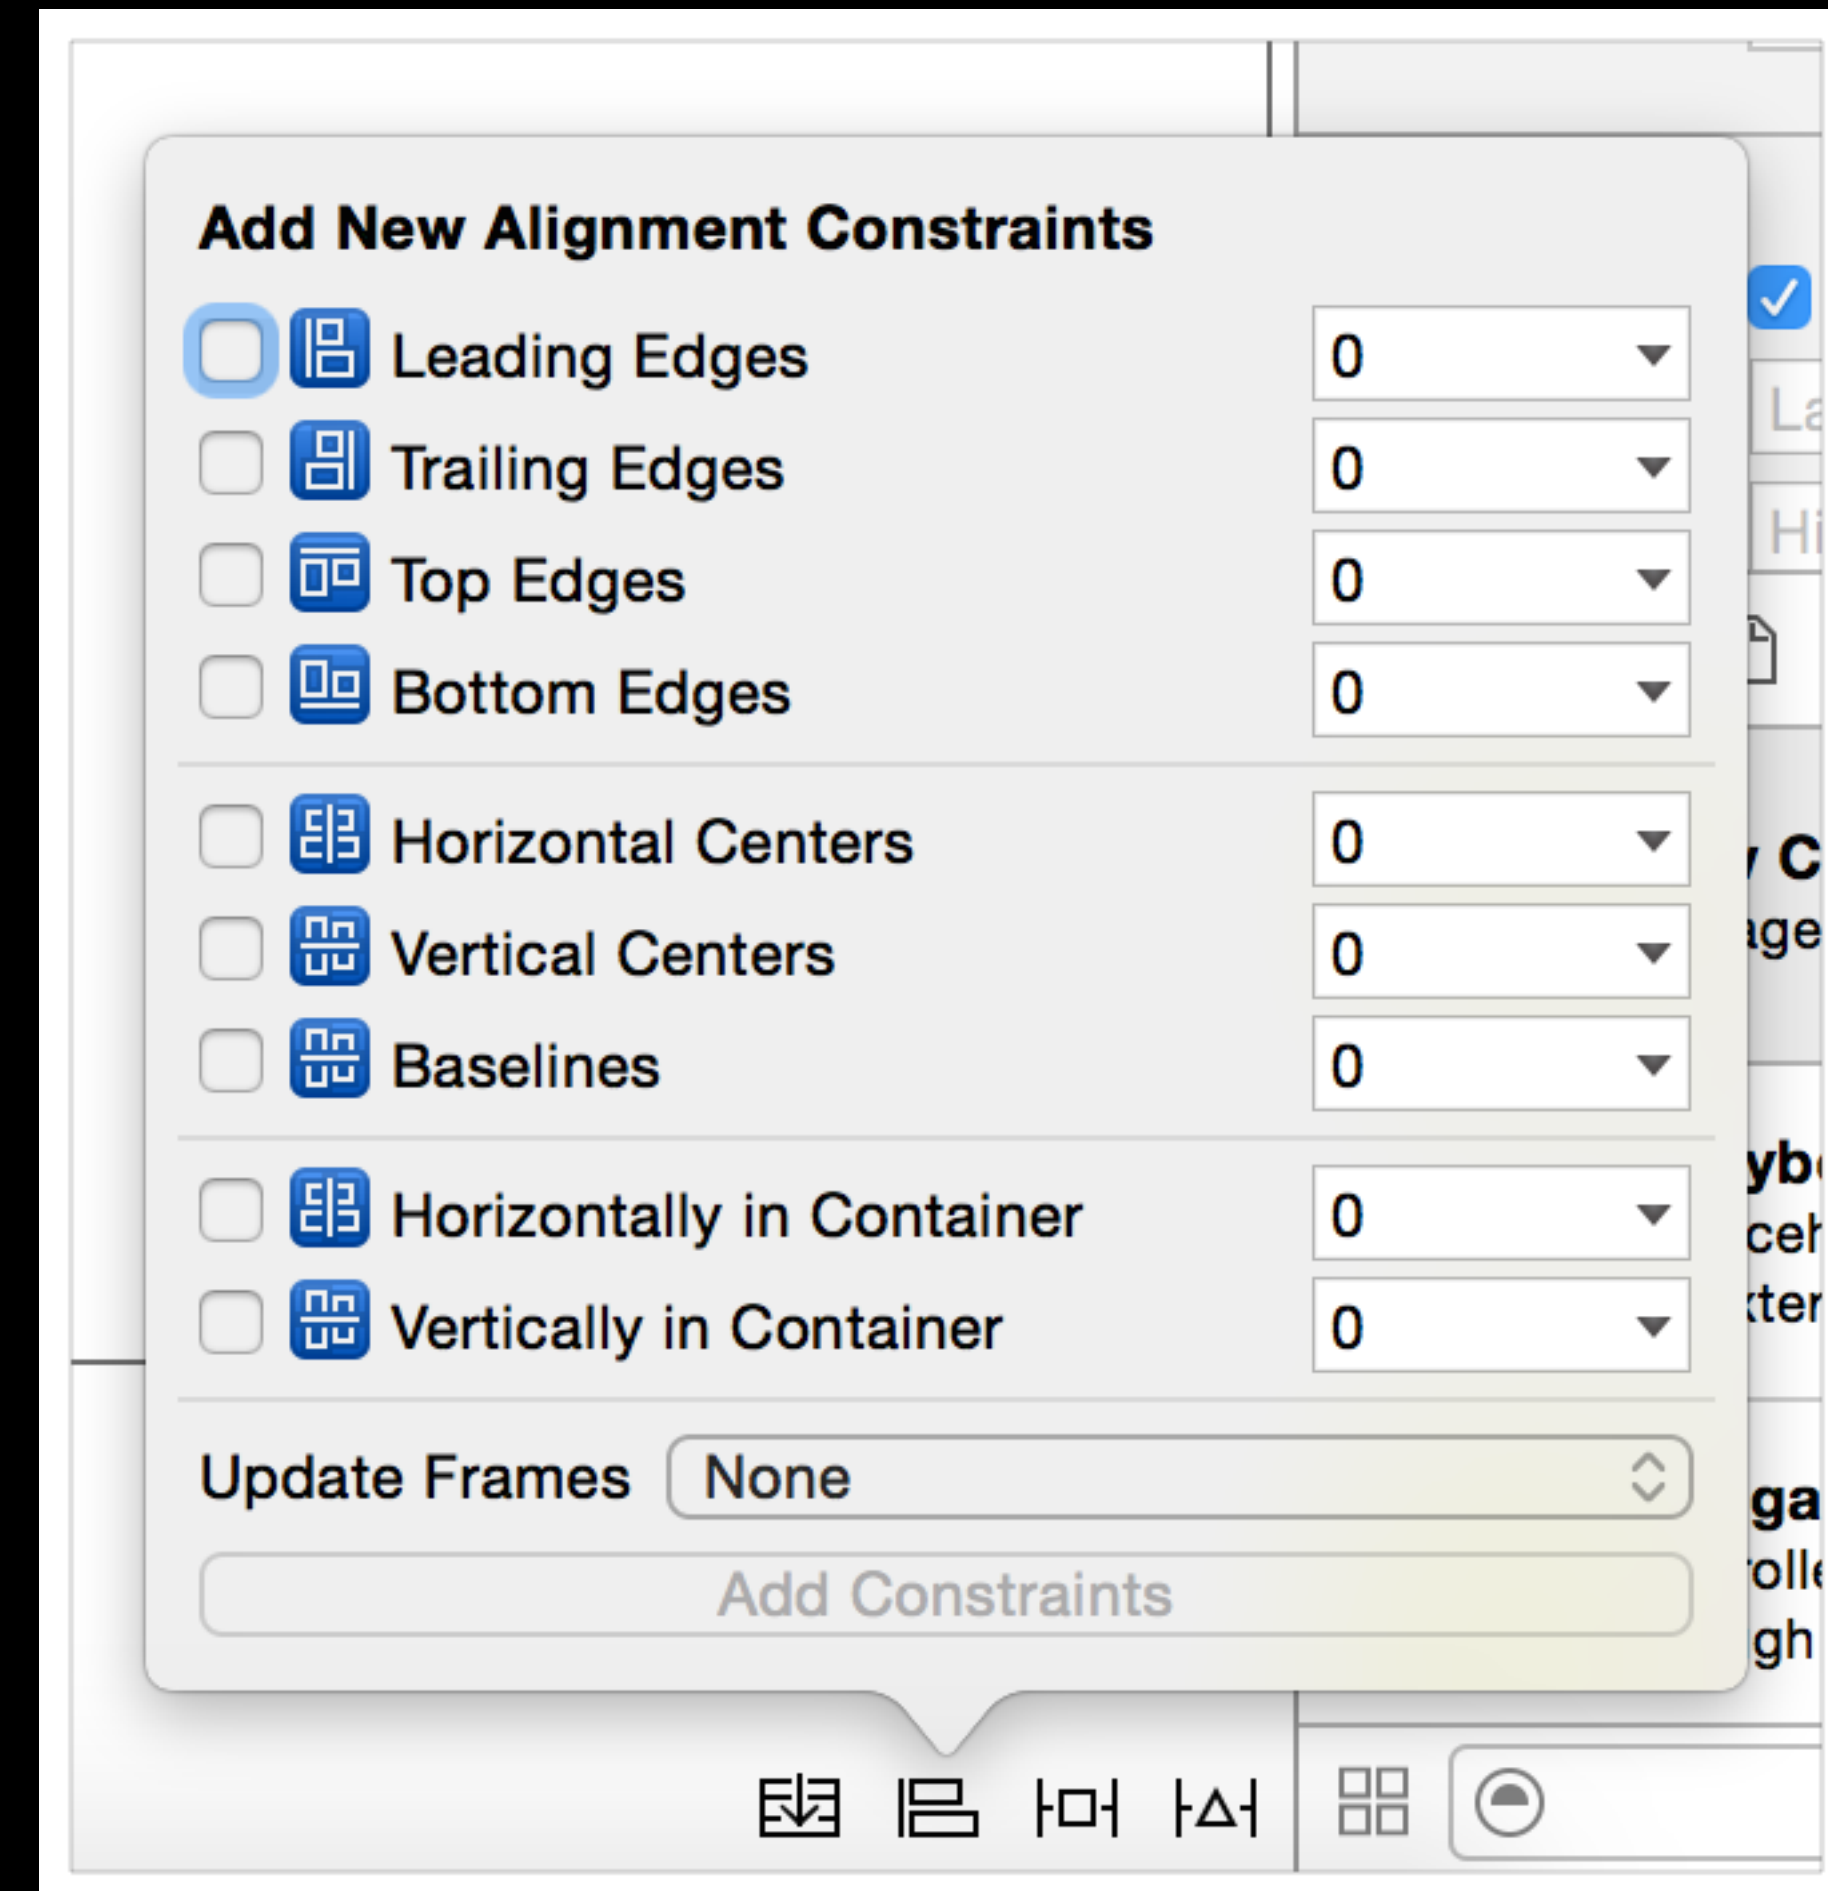 Add New Alignment Constraints
Leading Edges 0
Trailing Edges 0
Top Edges 0
Bottom Edges 0
Horizontal Centers 0
Vertical Centers 0
Baselines 0
Horizontally in Container 0
Vertically in Container 0
Update Frames None
Add Constraints